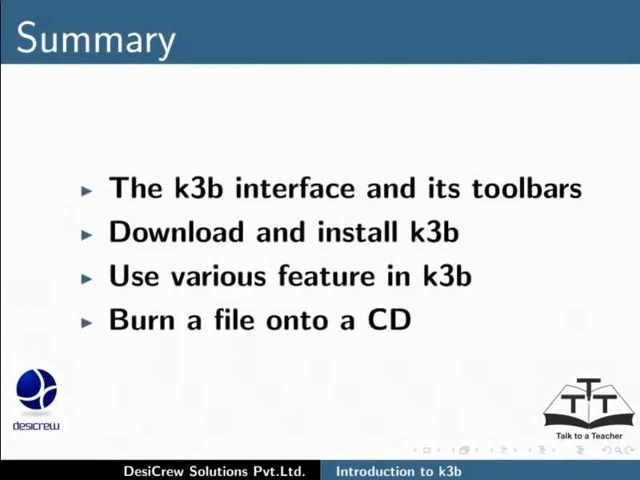 Summary
The k3b interface and its toolbars
Download and install k3b
Use various feature in k3b
Burn a file onto a CD
desicrew
T T T
Talk to a Teacher
DesiCrew Solutions Pvt.Ltd. Introduction to k3b